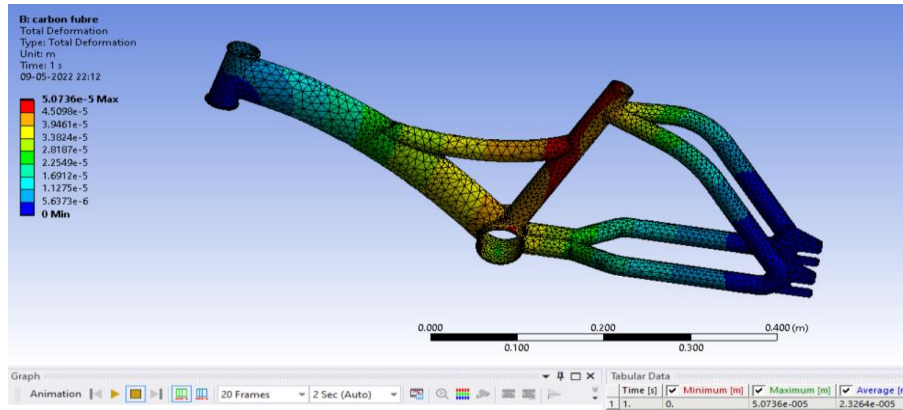 B: carbon fubre
Total Deformation
Type: Total Deformation
Unit: m
Time: 1 s
09-05-2022 22:12
5.0736e-5 Max
4.5098e-5
3.9461e-5
3.3824e-5
2.8187e-5
2.2549e-5
1.6912e-5
1.1275e-5
5.6373e-6
0 Min
0.000 0.200 0.400 (m)
0.100 0.300
Graph
Animation 20 Frames 2 Sec (Auto)
Tabular Data
Time [s] Minimum [m] Maximum [m] Average [
1 1. 0. 5.0736e-005 2.3264e-005